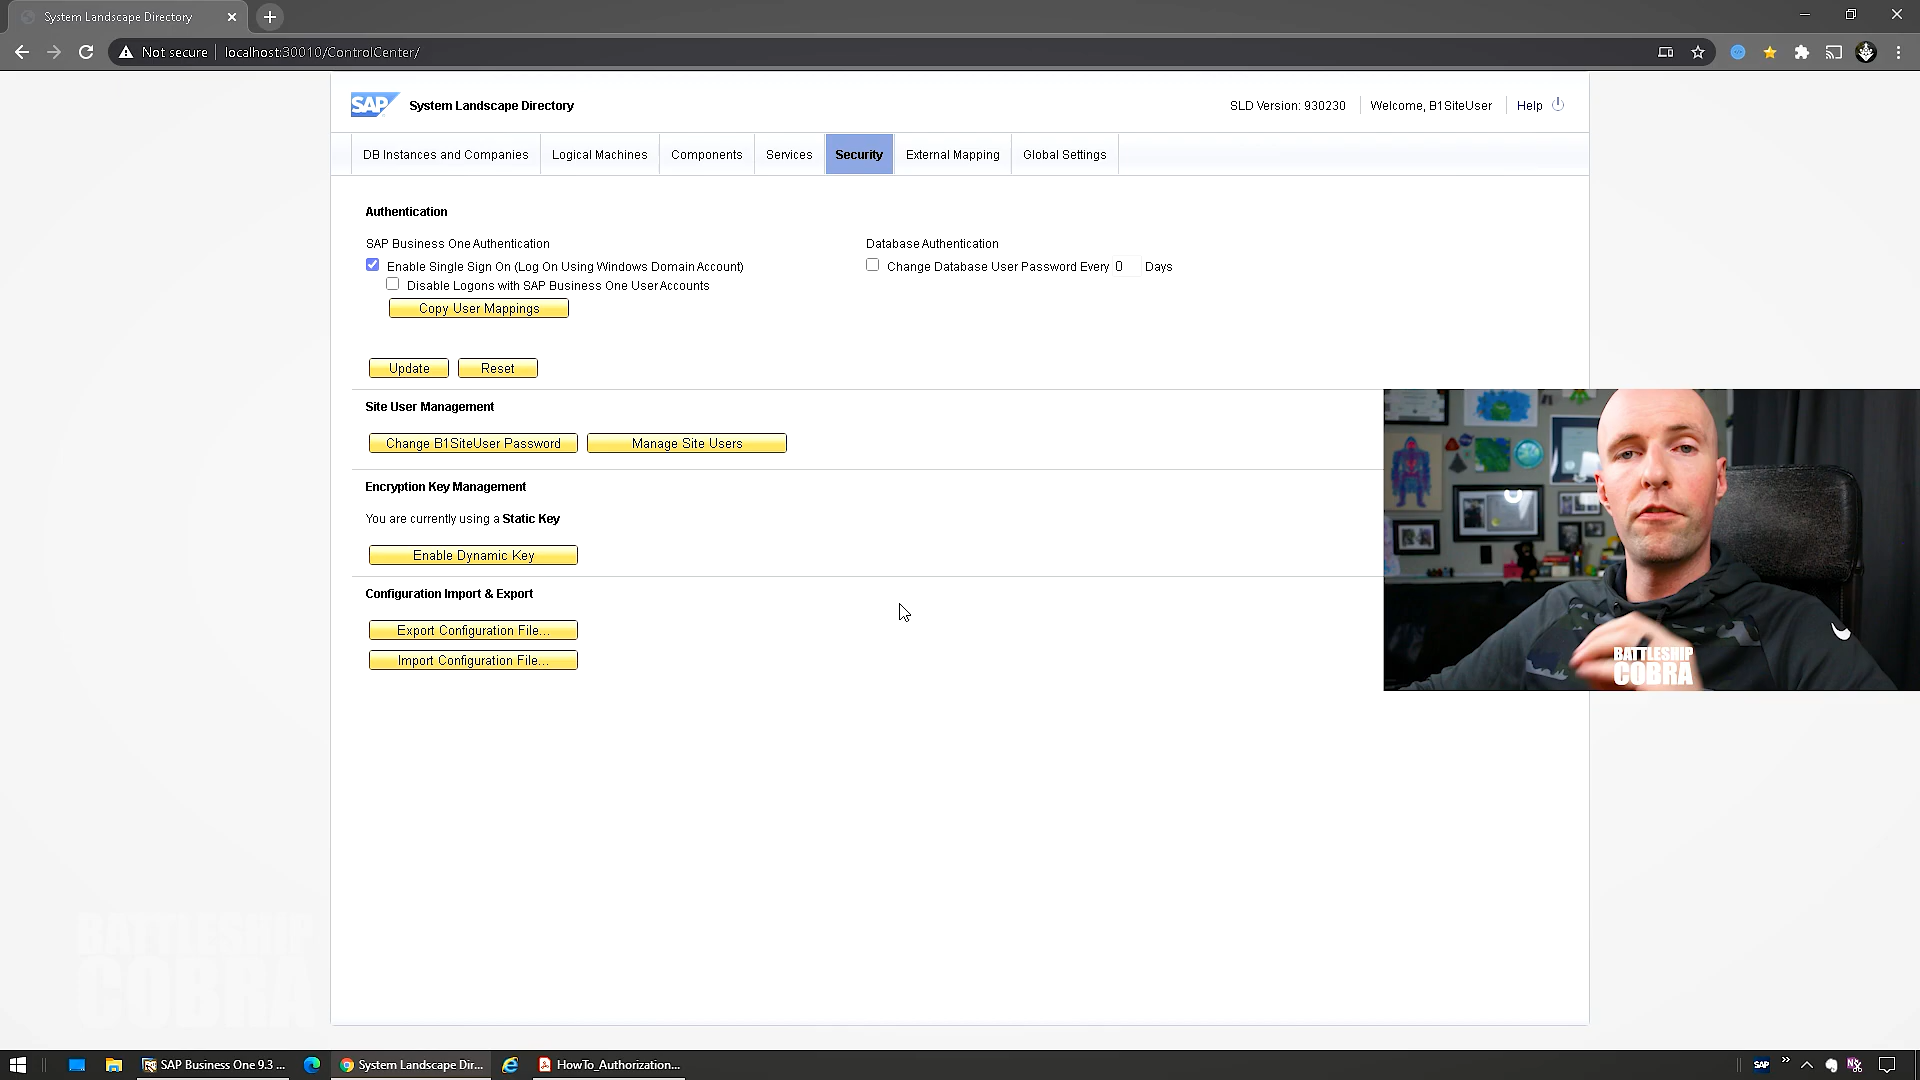 System Landscape Directory
Not secure
localhost:30010/ControlCenter/
SAP
System Landscape Directory
SLD Version: 930230
Welcome, B1SiteUser
Help
DB Instances and Companies
Logical Machines
Components
Services
Security
External Mapping
Global Settings
Authentication
SAP Business One Authentication
Enable Single Sign On (Log On Using Windows Domain Account)
Disable Logons with SAP Business One User Accounts
Copy User Mappings
Database Authentication
Change Database User Password Every 0 Days
Update
Reset
Site User Management
Change B1SiteUser Password
Manage Site Users
Encryption Key Management
You are currently using a Static Key
Enable Dynamic Key
Configuration Import & Export
Export Configuration File...
Import Configuration File...
BATTLESHIP
COBRA
BATTLESHIP
COBRA
SAP Business One 9.3 ...
System Landscape Dir...
HowTo_Authorization...
SAP